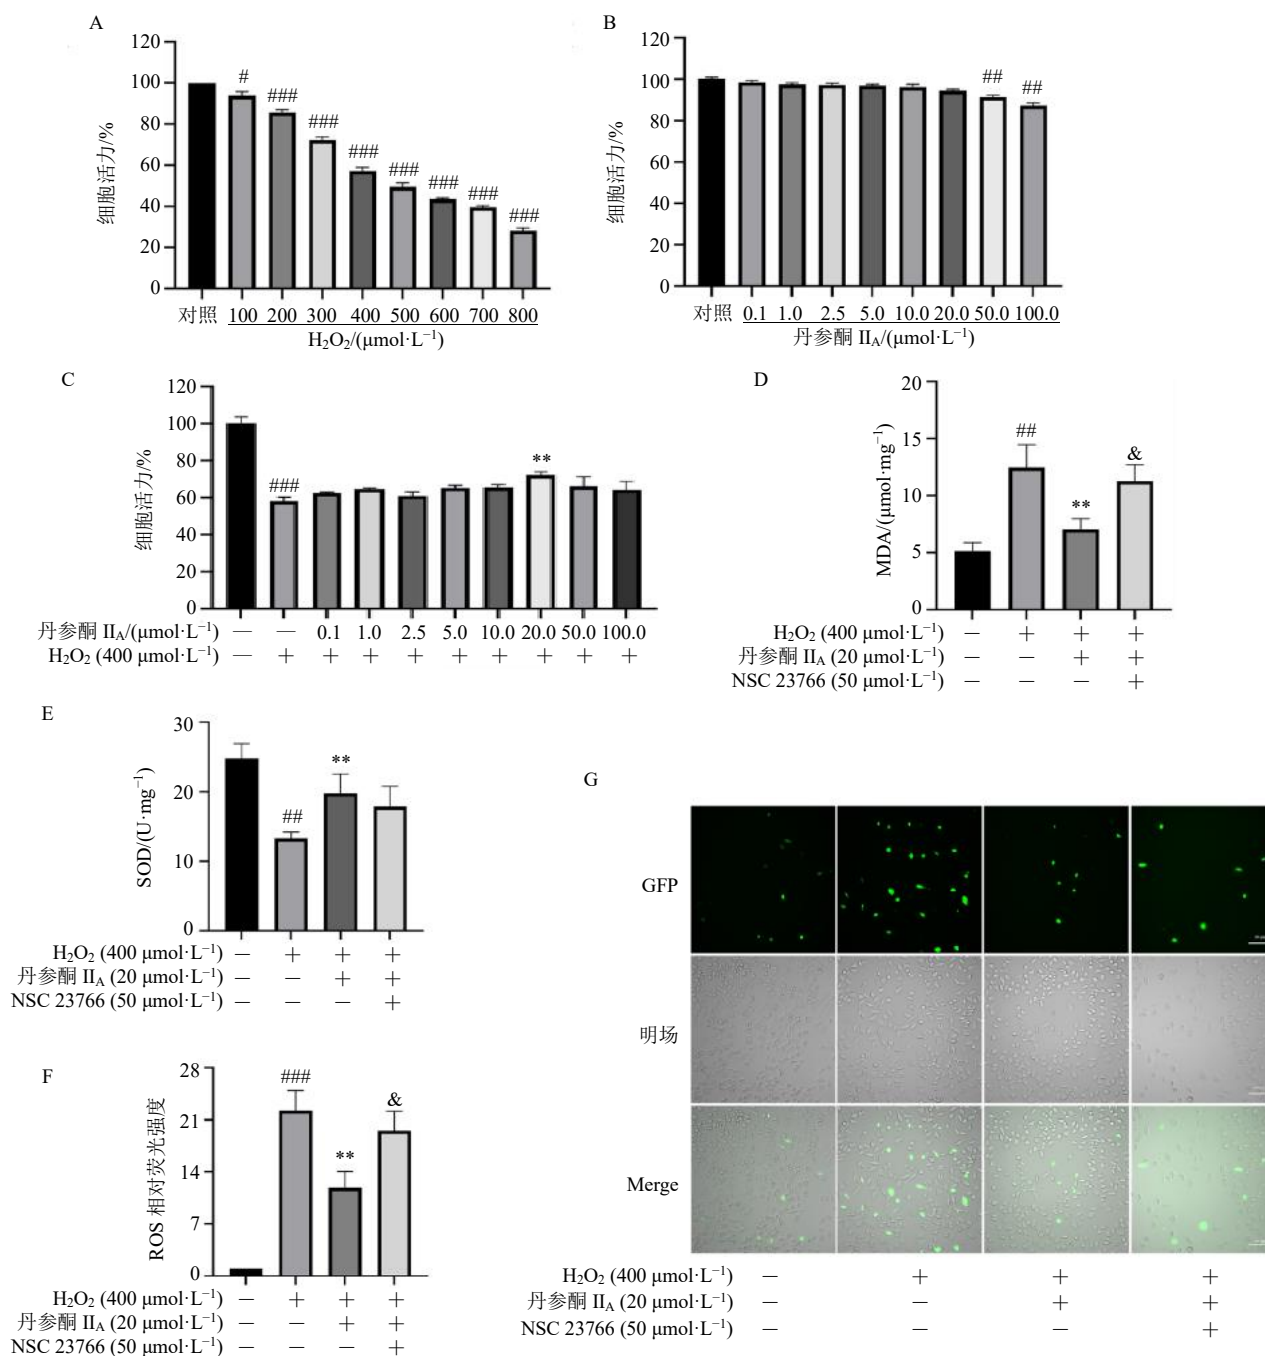 A
120
100
80
60
40
20
0
细胞活力/%
#
###
###
###
###
###
###
###
对照 100 200 300 400 500 600 700 800
H₂O₂/(μmol·L⁻¹)
B
120
100
80
60
40
20
0
细胞活力/%
##
##
对照 0.1 1.0 2.5 5.0 10.0 20.0 50.0 100.0
丹参酮 IIA/(μmol·L⁻¹)
C
120
100
80
60
40
20
0
细胞活力/%
###
**
丹参酮 IIA/(μmol·L⁻¹) — — 0.1 1.0 2.5 5.0 10.0 20.0 50.0 100.0
H₂O₂ (400 μmol·L⁻¹) — + + + + + + + + +
D
20
15
10
5
0
MDA/(μmol·mg⁻¹)
##
**
&
H₂O₂ (400 μmol·L⁻¹) − + + +
丹参酮 IIA (20 μmol·L⁻¹) − − + +
NSC 23766 (50 μmol·L⁻¹) − − − +
E
30
20
10
0
SOD/(U·mg⁻¹)
##
**
H₂O₂ (400 μmol·L⁻¹) − + + +
丹参酮 IIA (20 μmol·L⁻¹) − − + +
NSC 23766 (50 μmol·L⁻¹) − − − +
F
28
21
14
7
0
ROS 相对荧光强度
###
**
&
H₂O₂ (400 μmol·L⁻¹) − + + +
丹参酮 IIA (20 μmol·L⁻¹) − − + +
NSC 23766 (50 μmol·L⁻¹) − − − +
G
GFP
明场
Merge
H₂O₂ (400 μmol·L⁻¹) − + + +
丹参酮 IIA (20 μmol·L⁻¹) − − + +
NSC 23766 (50 μmol·L⁻¹) − − − +